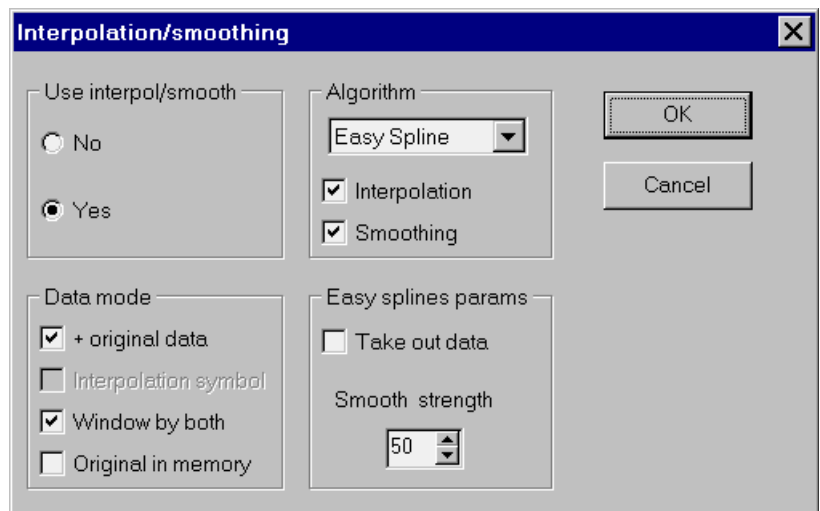 Interpolation/smoothing
Use interpol/smooth
No
Yes
Algorithm
Easy Spline
Interpolation
Smoothing
OK
Cancel
Data mode
+ original data
Interpolation symbol
Window by both
Original in memory
Easy splines params
Take out data
Smooth strength
50